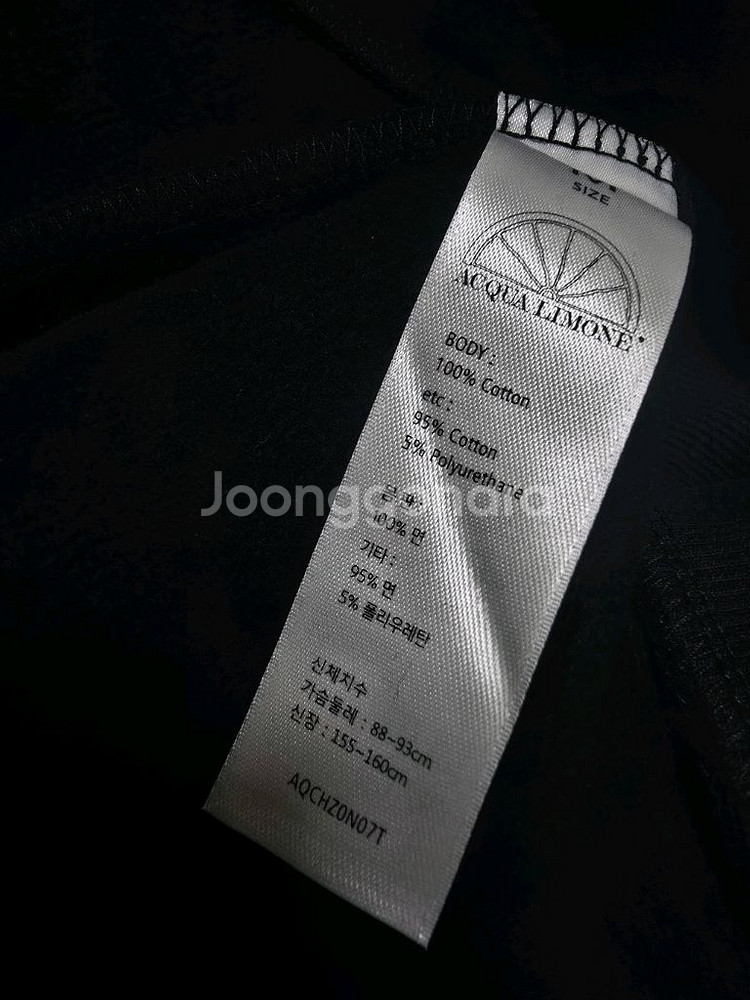 SIZE
ACQUA LIMONE
BODY :
100% Cotton
etc :
95% Cotton
5% Polyurethane
Joonggonara
100% 면
기타 :
95% 면
5% 폴리우레탄
신체치수
가슴둘레 : 88~93cm
신장 : 155~160cm
AQCHZ0N07T